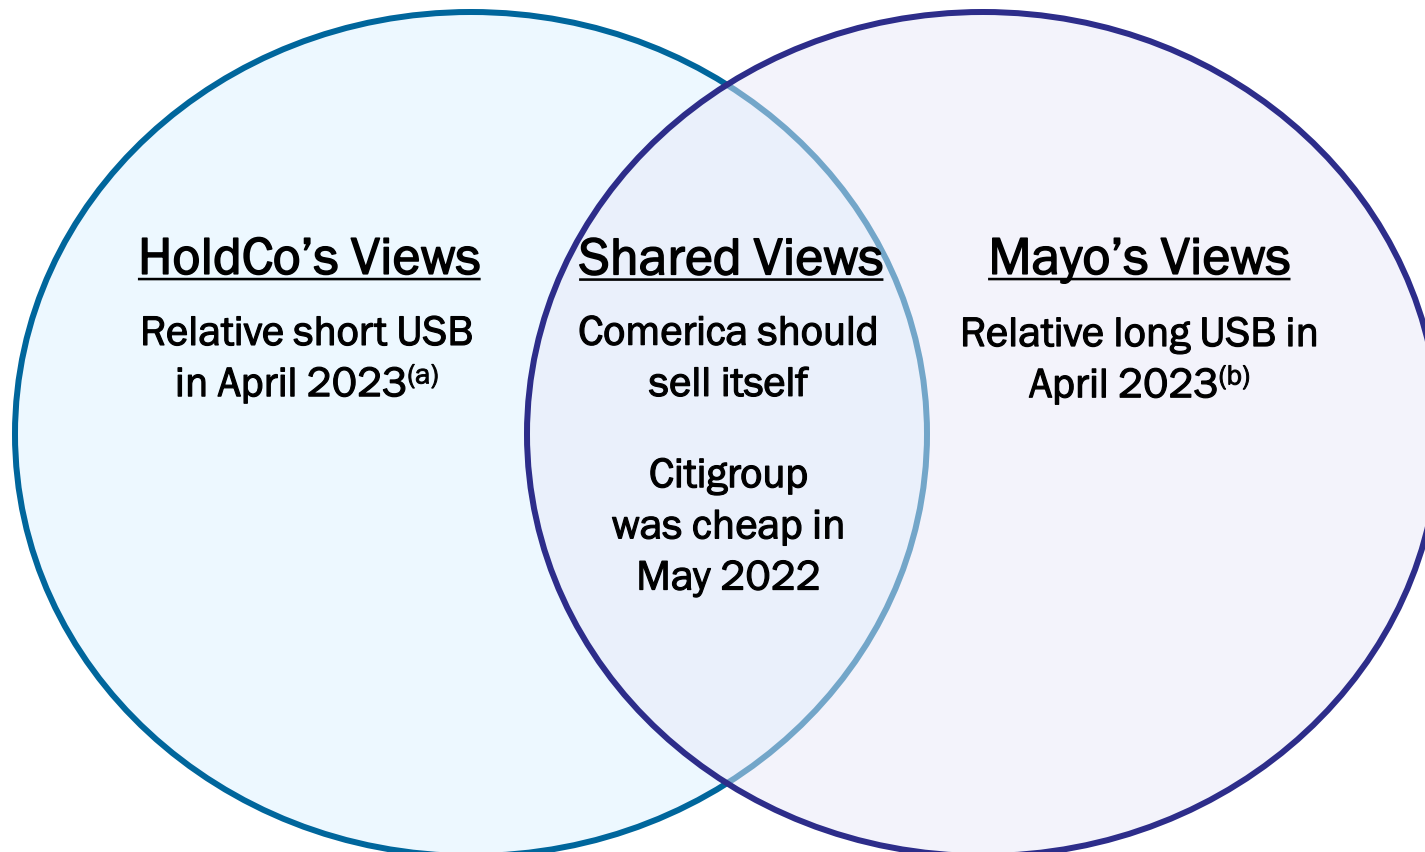 HoldCo’s Views
Relative short USB
in April 2023(a)
Shared Views
Comerica should
sell itself
Citigroup
was cheap in
May 2022
Mayo’s Views
Relative long USB in
April 2023(b)